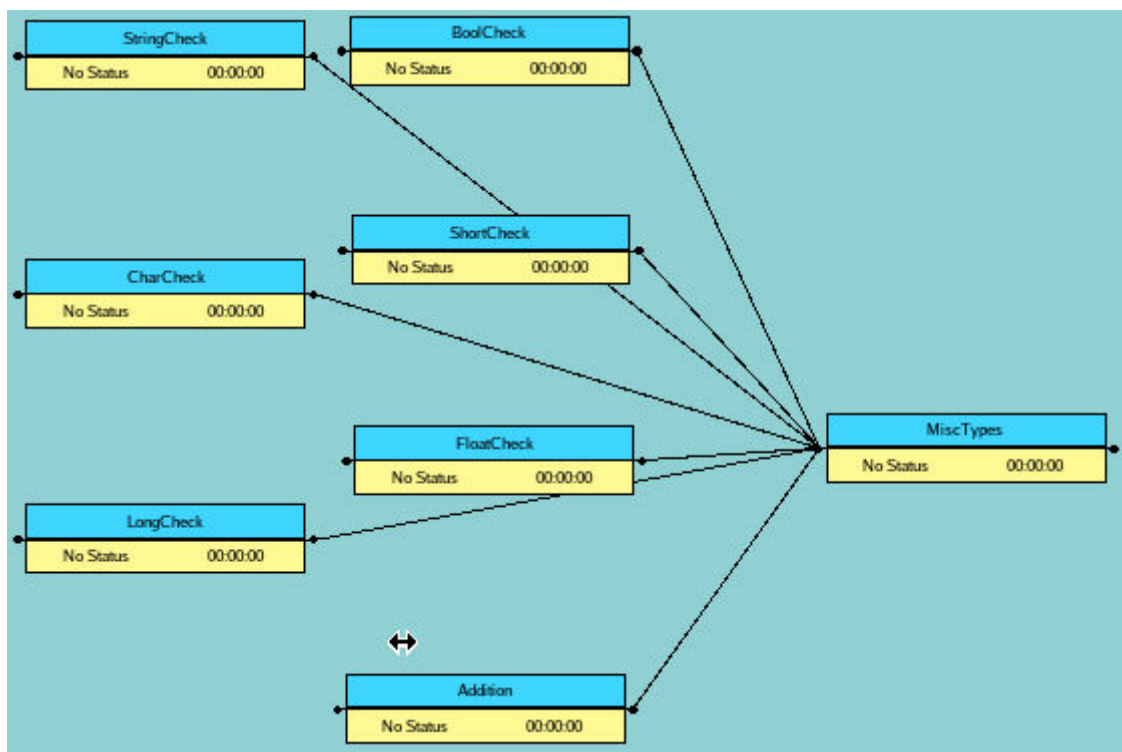 StringCheck
No Status 00:00:00
BoolCheck
No Status 00:00:00
ShortCheck
No Status 00:00:00
CharCheck
No Status 00:00:00
FloatCheck
No Status 00:00:00
MiscTypes
No Status 00:00:00
LongCheck
No Status 00:00:00
Addition
No Status 00:00:00